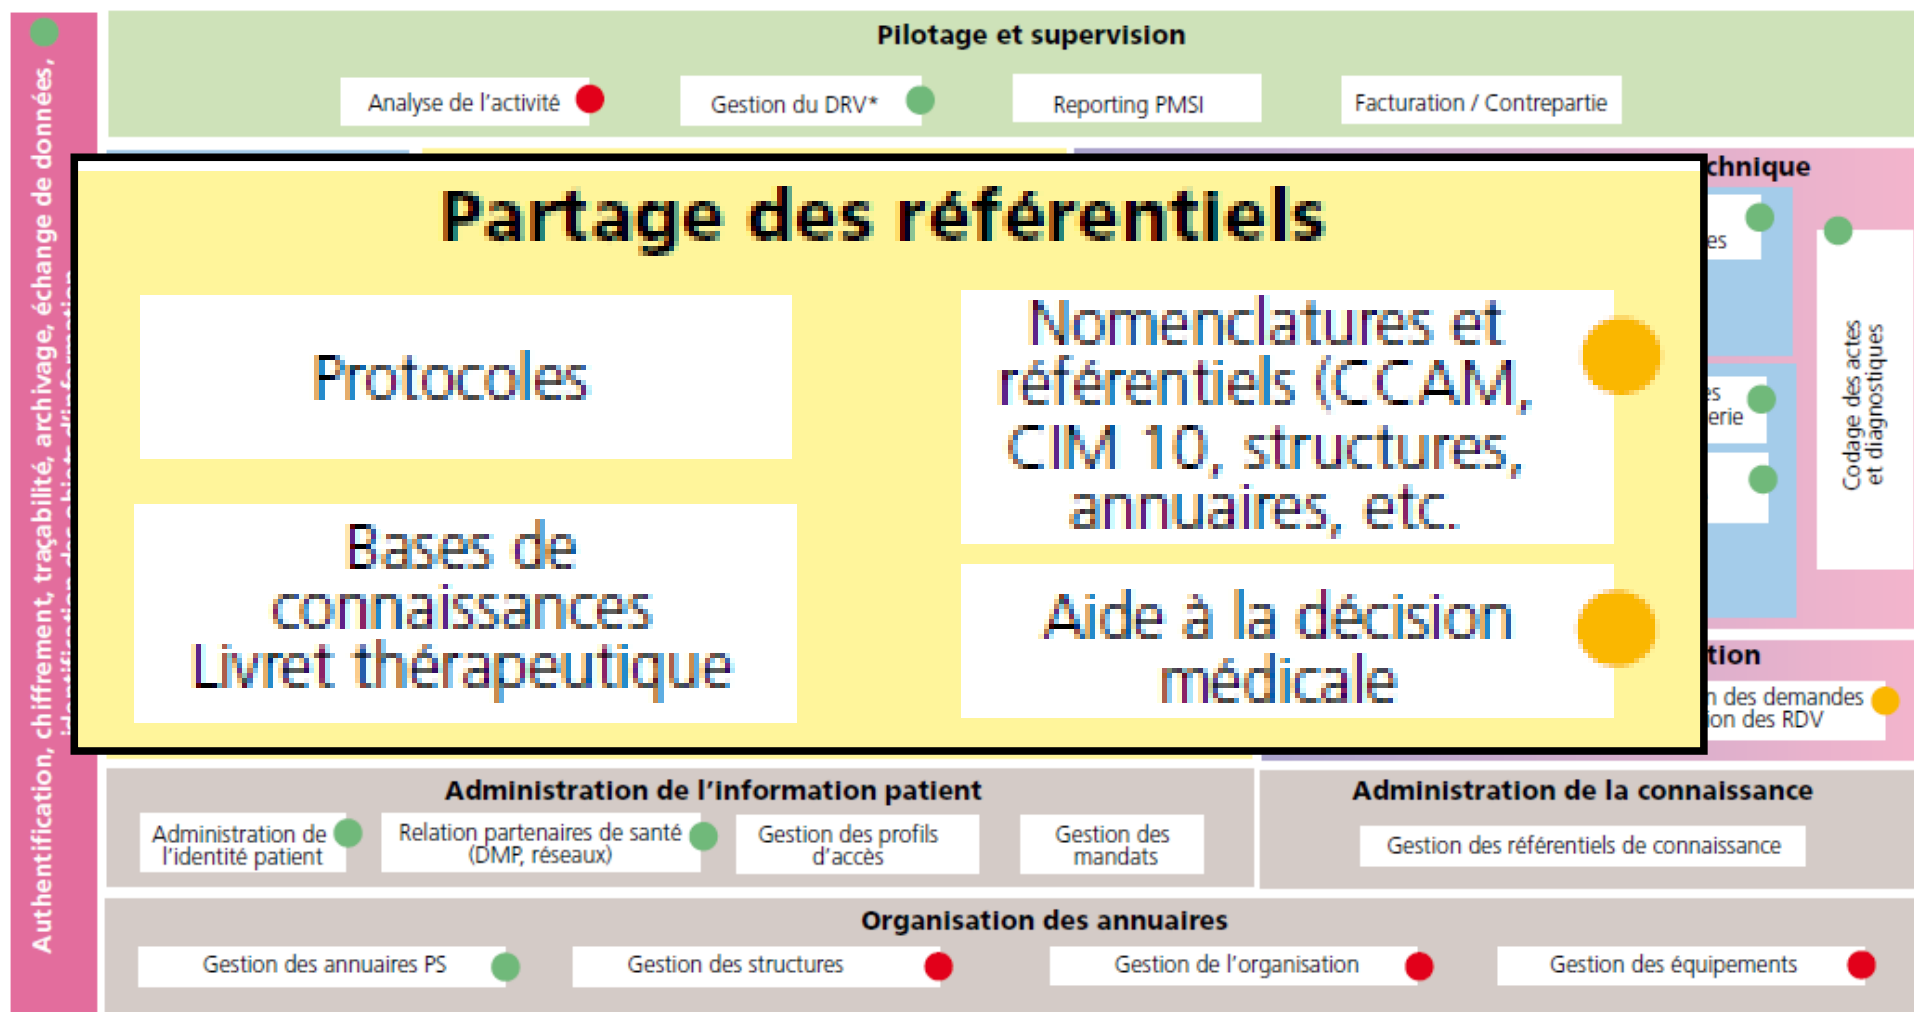 Pilotage et supervision
Analyse de l'activité
Gestion du DRV*
Reporting PMSI
Facturation / Contrepartie
Authentification, chiffrement, traçabilité, archivage, échange de données,
chnique
es
Codage des actes
et diagnostiques
es
erie
Partage des référentiels
Protocoles
Nomenclatures et
référentiels (CCAM,
CIM 10, structures,
annuaires, etc.
Bases de
connaissances
Livret thérapeutique
Aide à la décision
médicale
tion
n des demandes
ion des RDV
Administration de l'information patient
Administration de
l'identité patient
Relation partenaires de santé
(DMP, réseaux)
Gestion des profils
d'accès
Gestion des
mandats
Administration de la connaissance
Gestion des référentiels de connaissance
Organisation des annuaires
Gestion des annuaires PS
Gestion des structures
Gestion de l'organisation
Gestion des équipements